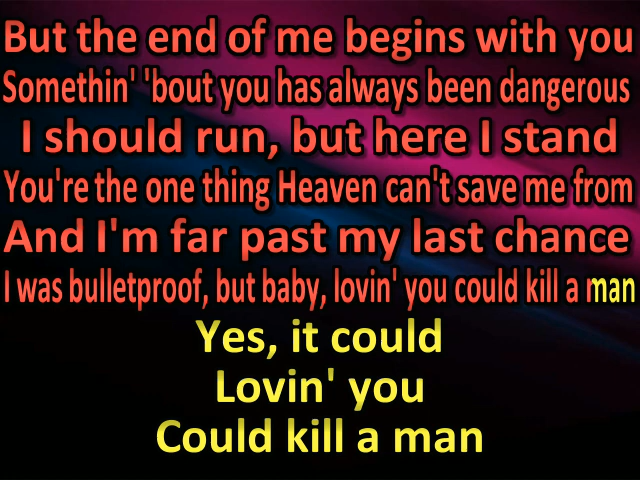 But the end of me begins with you
Somethin' 'bout you has always been dangerous
I should run, but here I stand
You're the one thing Heaven can't save me from
And I'm far past my last chance
I was bulletproof, but baby, lovin' you could kill a man
Yes, it could
Lovin' you
Could kill a man